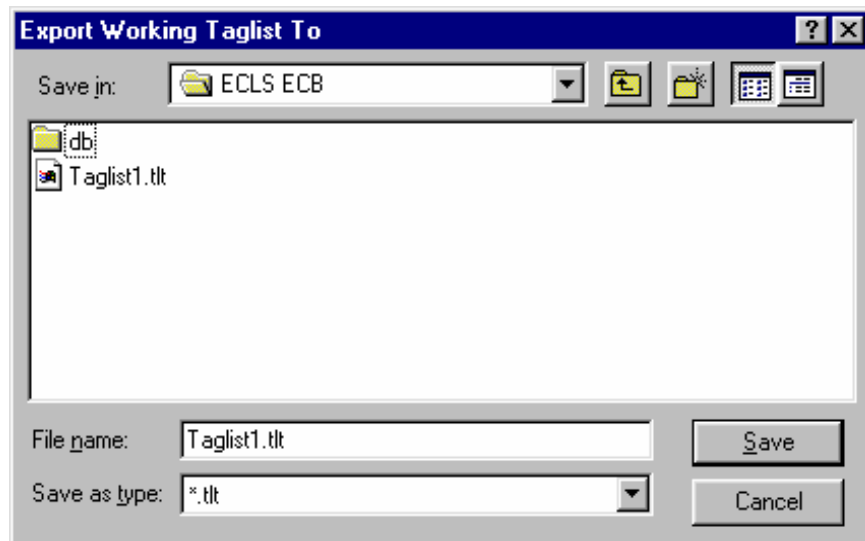 Export Working Taglist To
Save in: ECLS ECB
db
Taglist1.tlt
File name: Taglist1.tlt Save
Save as type: *.tlt Cancel